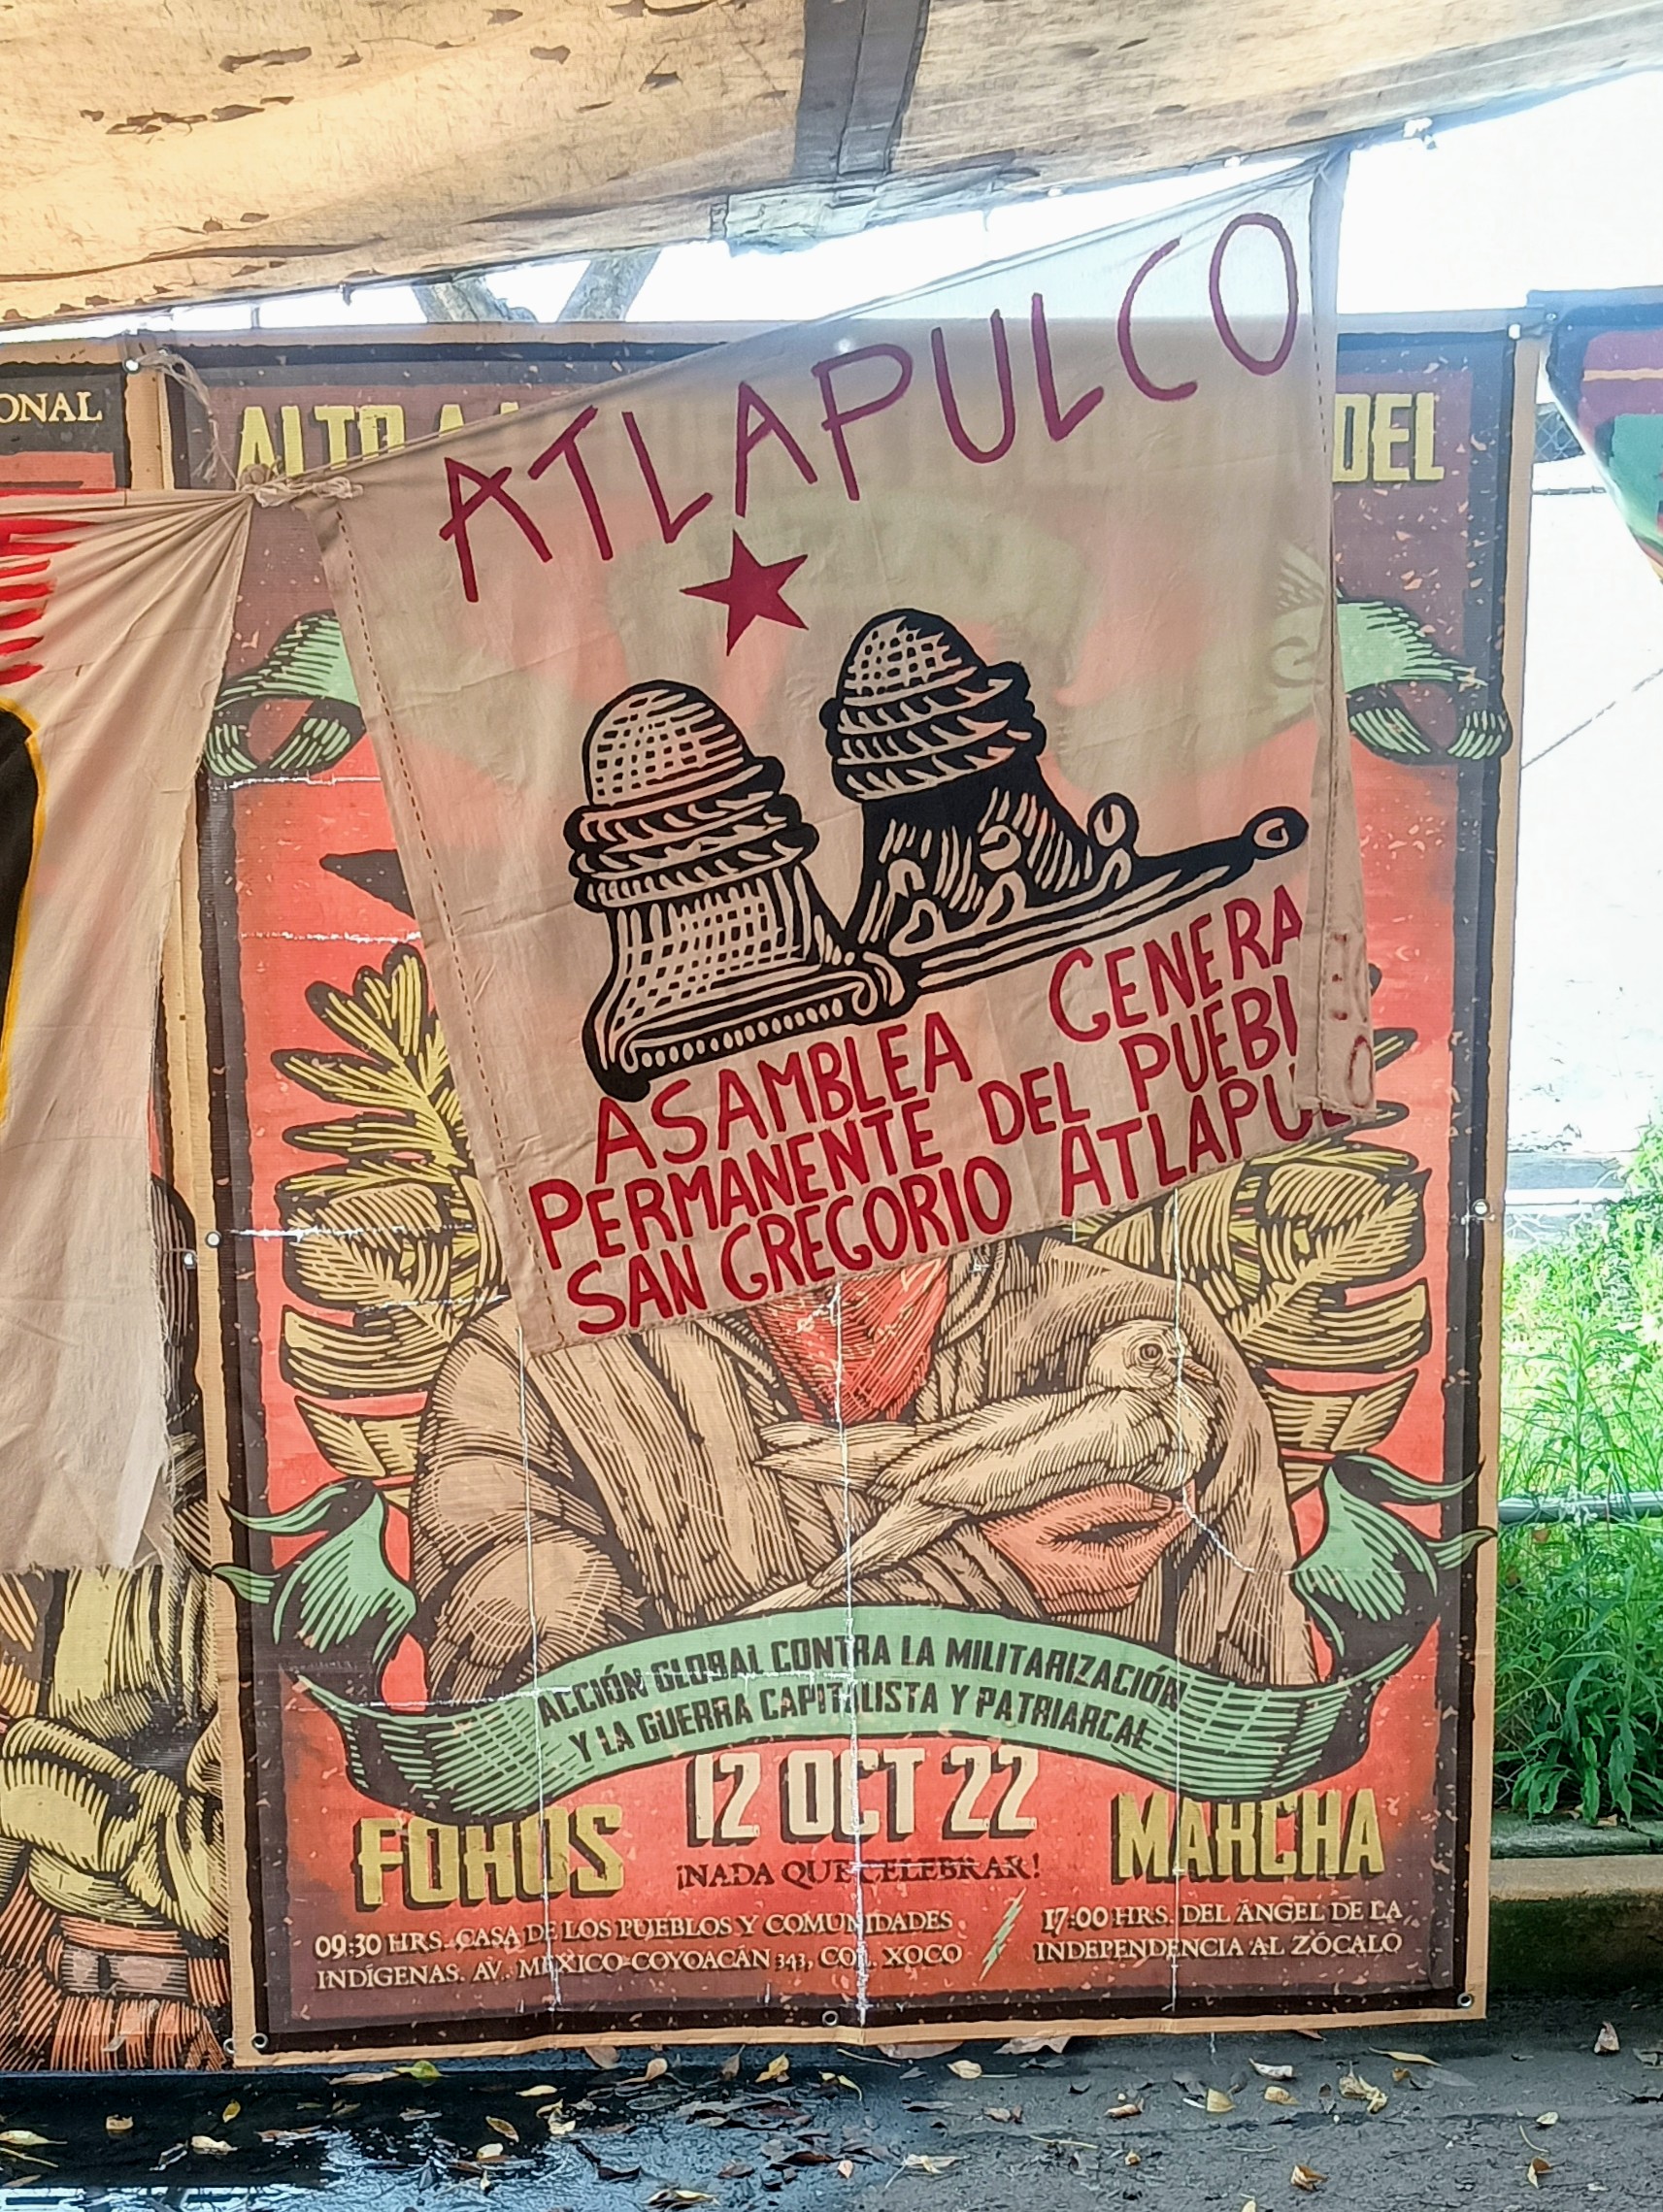 ONAL
ALTO A
DEL
ATLAPULCO
ASAMBLEA GENERA
PERMANENTE DEL PUEBL
SAN GREGORIO ATLAPUL
ACCIÓN GLOBAL CONTRA LA MILITARIZACIÓN
Y LA GUERRA CAPITALISTA Y PATRIARCAL
12 OCT 22
FOROS
MARCHA
¡NADA QUE CELEBRAR!
09:30 HRS. CASA DE LOS PUEBLOS Y COMUNIDADES
INDÍGENAS. AV. MÉXICO-COYOACÁN 343, COL. XOCO
17:00 HRS. DEL ÁNGEL DE LA
INDEPENDENCIA AL ZÓCALO